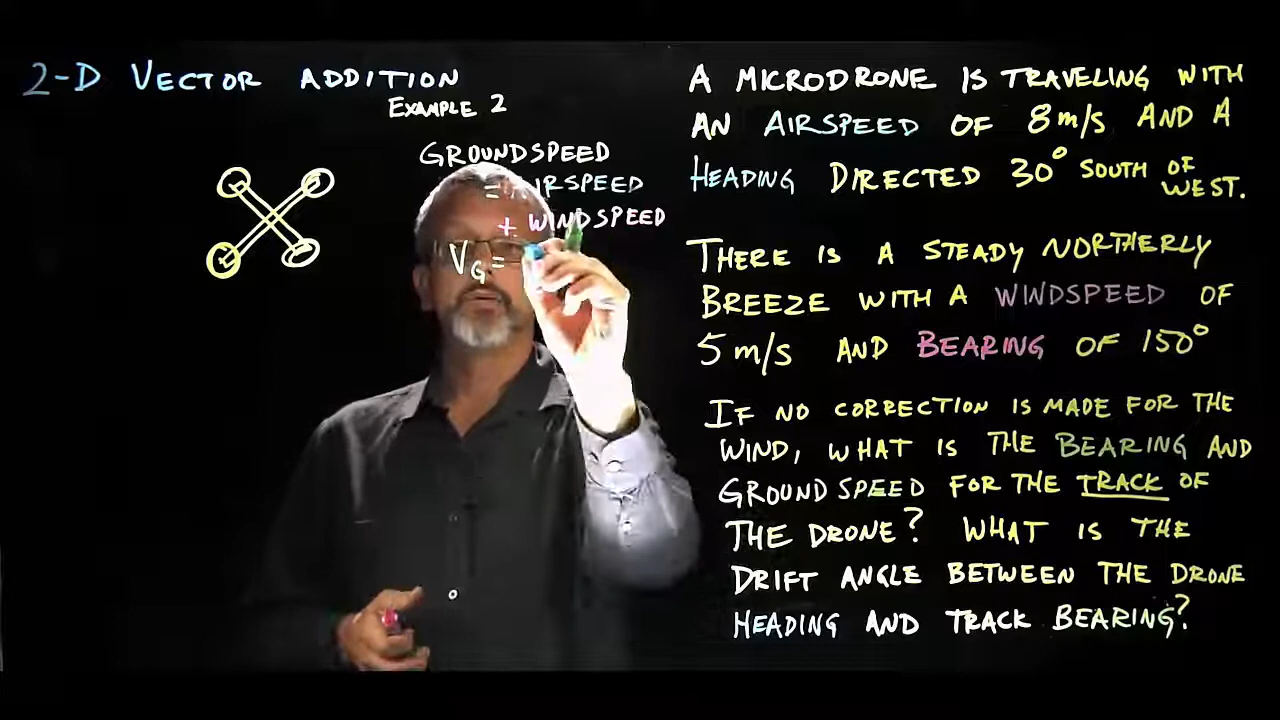 2-D VECTOR ADDITION
EXAMPLE 2
GROUNDSPEED
= AIRSPEED
+ WINDSPEED
VG =
A MICRODRONE IS TRAVELING WITH
AN AIRSPEED OF 8 m/s AND A
HEADING DIRECTED 30° SOUTH OF WEST.
THERE IS A STEADY NORTHERLY
BREEZE WITH A WINDSPEED OF
5 m/s AND BEARING OF 150°
IF NO CORRECTION IS MADE FOR THE
WIND, WHAT IS THE BEARING AND
GROUNDSPEED FOR THE TRACK OF
THE DRONE? WHAT IS THE
DRIFT ANGLE BETWEEN THE DRONE
HEADING AND TRACK BEARING?